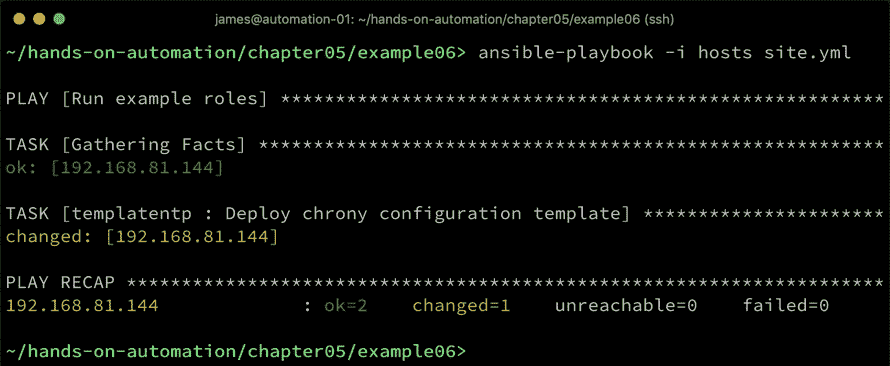 james@automation-01: ~/hands-on-automation/chapter05/example06 (ssh)
~/hands-on-automation/chapter05/example06> ansible-playbook -i hosts site.yml
PLAY [Run example roles] *******************************************************
TASK [Gathering Facts] *********************************************************
ok: [192.168.81.144]
TASK [templatentp : Deploy chrony configuration template] **********************
changed: [192.168.81.144]
PLAY RECAP *********************************************************************
192.168.81.144 : ok=2 changed=1 unreachable=0 failed=0
~/hands-on-automation/chapter05/example06>